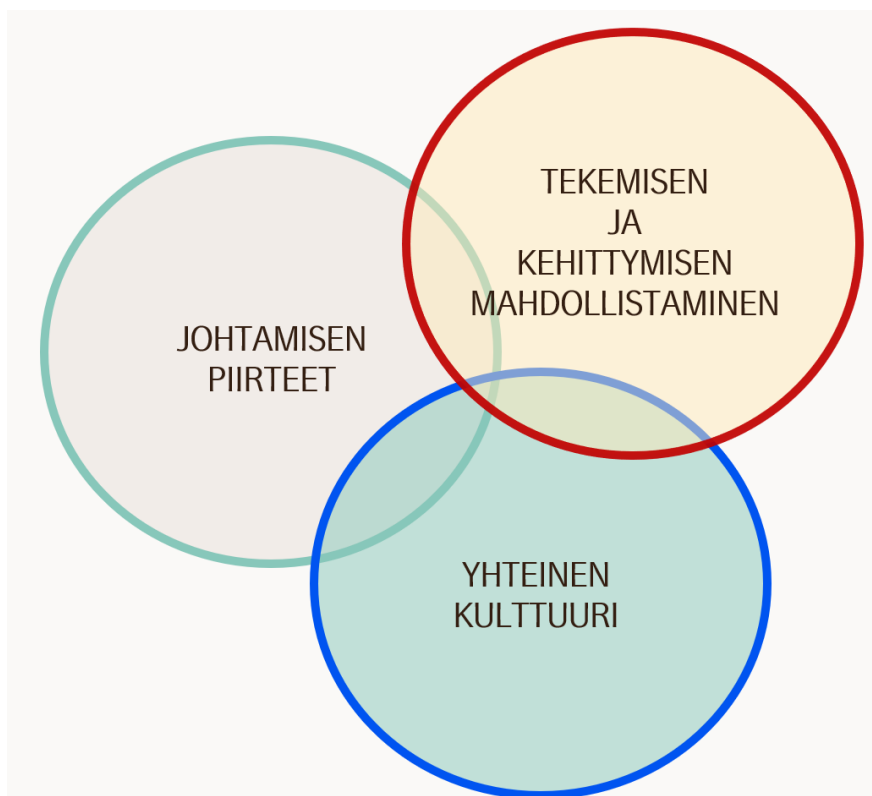 TEKEMISEN
JA
KEHITTYMISEN
MAHDOLLISTAMINEN
JOHTAMISEN
PIIRTEET
YHTEINEN
KULTTUURI